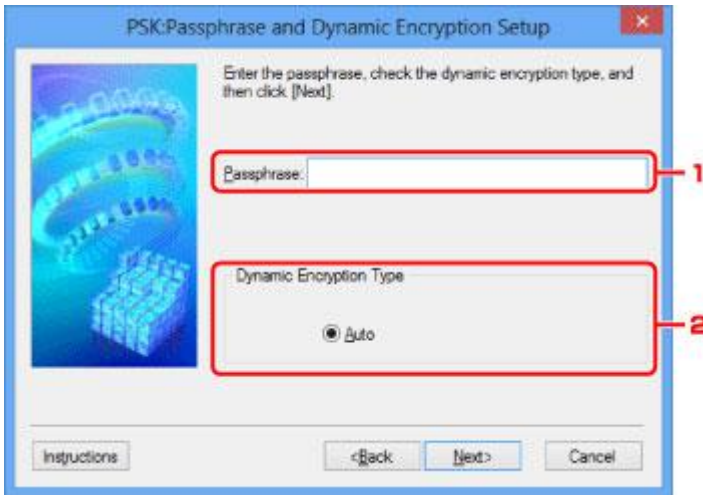 PSK:Passphrase and Dynamic Encryption Setup
Enter the passphrase, check the dynamic encryption type, and
then click [Next].
Passphrase:
1
Dynamic Encryption Type
Auto
2
Instructions
<Back
Next>
Cancel